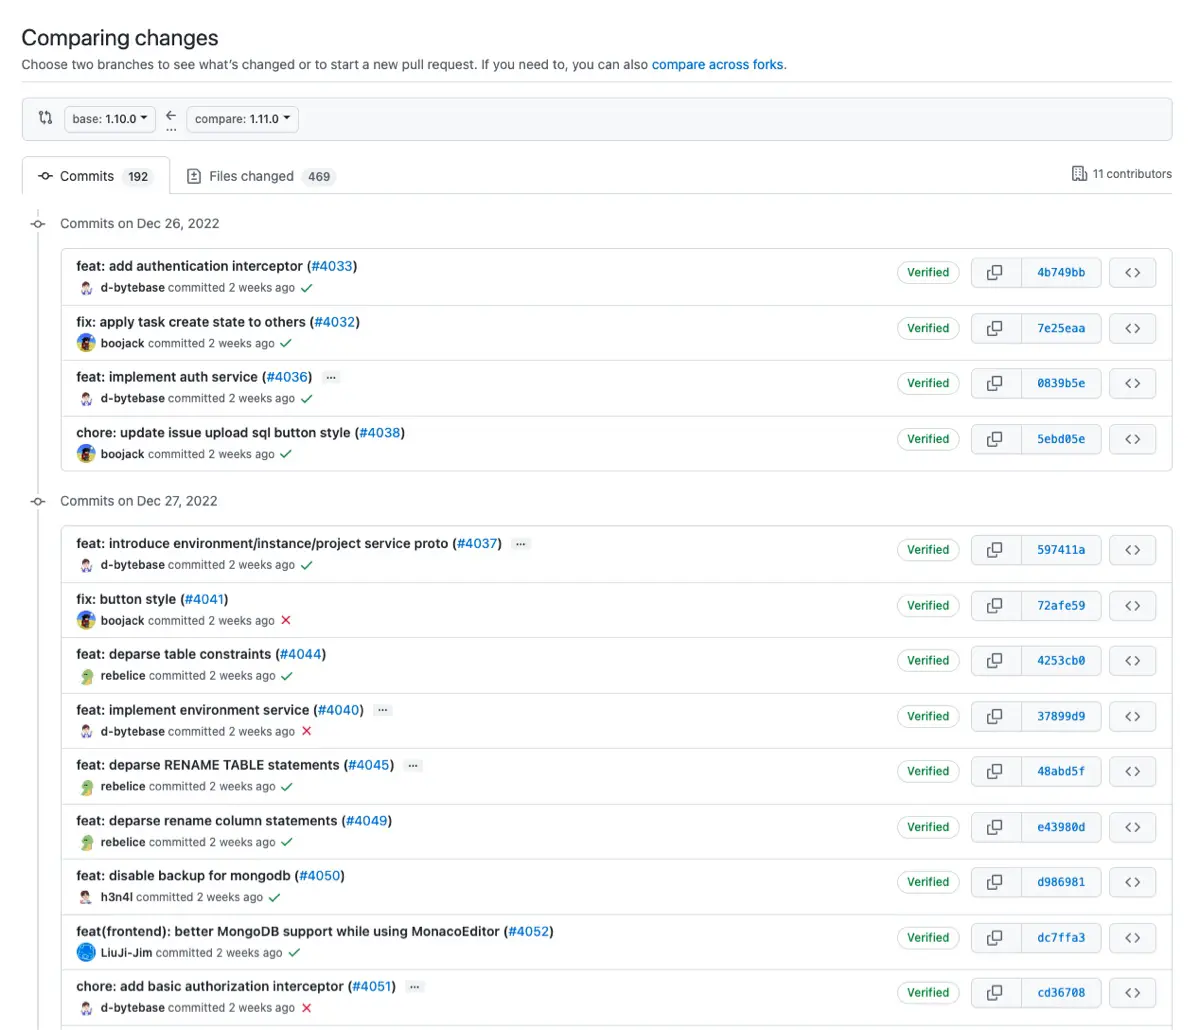 Comparing changes
Choose two branches to see what's changed or to start a new pull request. If you need to, you can also compare across forks.
base: 1.10.0 ... compare: 1.11.0
Commits 192 Files changed 469 11 contributors
Commits on Dec 26, 2022
feat: add authentication interceptor (#4033)
d-bytebase committed 2 weeks ago
Verified 4b749bb
fix: apply task create state to others (#4032)
boojack committed 2 weeks ago
Verified 7e25eaa
feat: implement auth service (#4036) ...
d-bytebase committed 2 weeks ago
Verified 0839b5e
chore: update issue upload sql button style (#4038)
boojack committed 2 weeks ago
Verified 5ebd05e
Commits on Dec 27, 2022
feat: introduce environment/instance/project service proto (#4037) ...
d-bytebase committed 2 weeks ago
Verified 597411a
fix: button style (#4041)
boojack committed 2 weeks ago
Verified 72afe59
feat: deparse table constraints (#4044)
rebelice committed 2 weeks ago
Verified 4253cb0
feat: implement environment service (#4040) ...
d-bytebase committed 2 weeks ago
Verified 37899d9
feat: deparse RENAME TABLE statements (#4045) ...
rebelice committed 2 weeks ago
Verified 48abd5f
feat: deparse rename column statements (#4049)
rebelice committed 2 weeks ago
Verified e43980d
feat: disable backup for mongodb (#4050)
h3n4l committed 2 weeks ago
Verified d986981
feat(frontend): better MongoDB support while using MonacoEditor (#4052)
LiuJi-Jim committed 2 weeks ago
Verified dc7ffa3
chore: add basic authorization interceptor (#4051) ...
d-bytebase committed 2 weeks ago
Verified cd36708